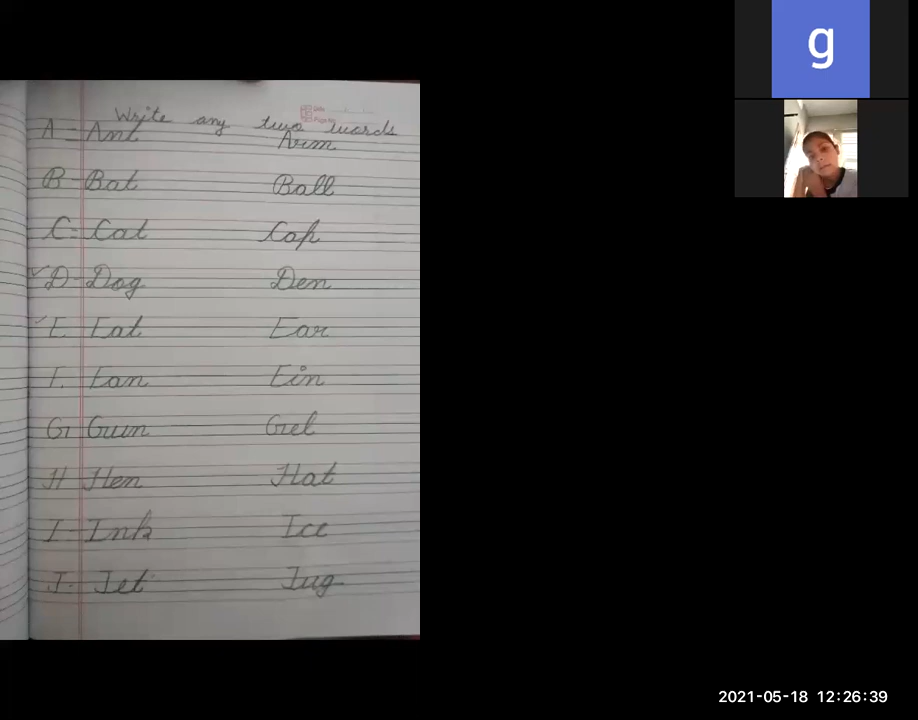 g
Write any two words
A - Ant Arm
B - Bat Ball
C - Cat Cap
D - Dog Den
E. Eat Ear
F. Fan Fin
G Gun Gel
H Hen Hat
I - Ink Ice
J - Jet Jug
2021-05-18 12:26:39